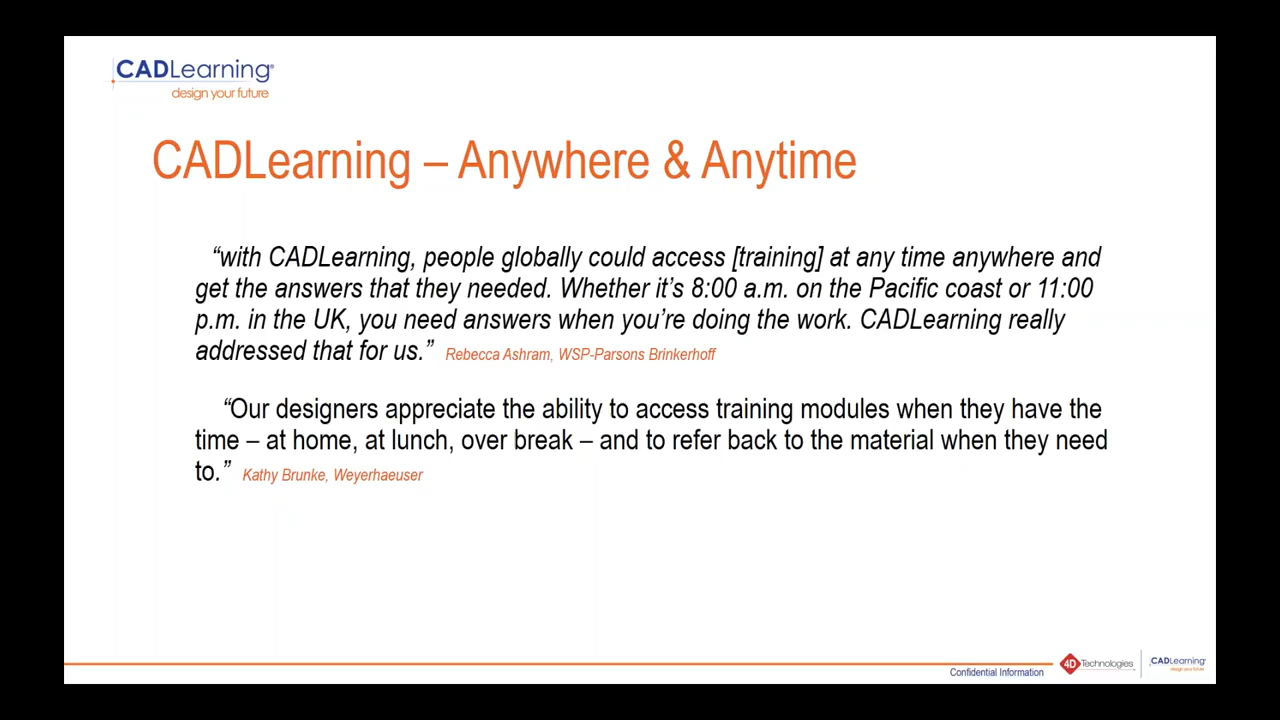 CADLearning®
design your future
CADLearning – Anywhere & Anytime
“with CADLearning, people globally could access [training] at any time anywhere and
get the answers that they needed. Whether it’s 8:00 a.m. on the Pacific coast or 11:00
p.m. in the UK, you need answers when you’re doing the work. CADLearning really
addressed that for us.” Rebecca Ashram, WSP-Parsons Brinkerhoff
“Our designers appreciate the ability to access training modules when they have the
time – at home, at lunch, over break – and to refer back to the material when they need
to.” Kathy Brunke, Weyerhaeuser
Confidential Information
4D Technologies
CADLearning®
design your future